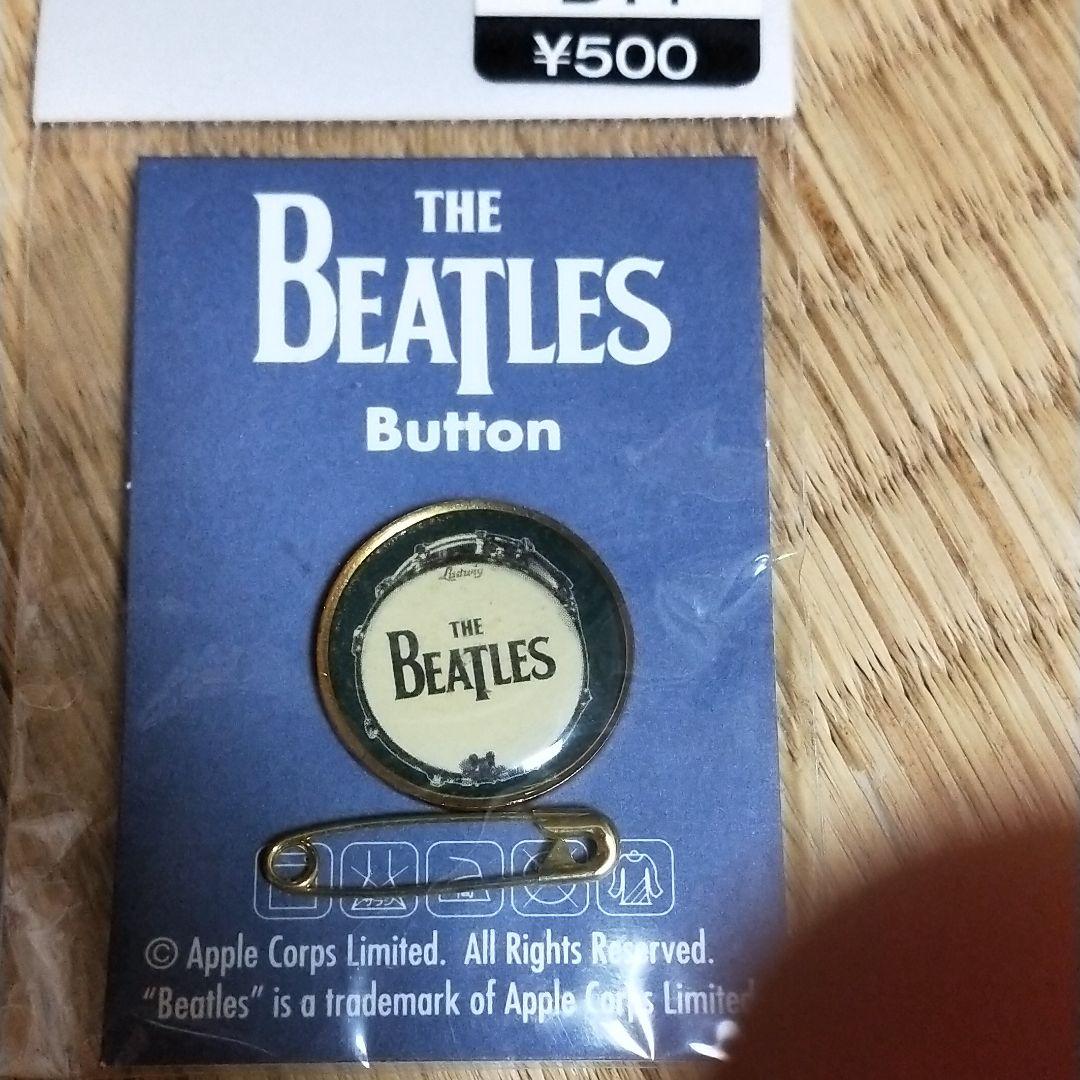 ¥500
THE
BEATLES
Button
Ludwig
THE
BEATLES
© Apple Corps Limited. All Rights Reserved.
“Beatles” is a trademark of Apple Corps Limited